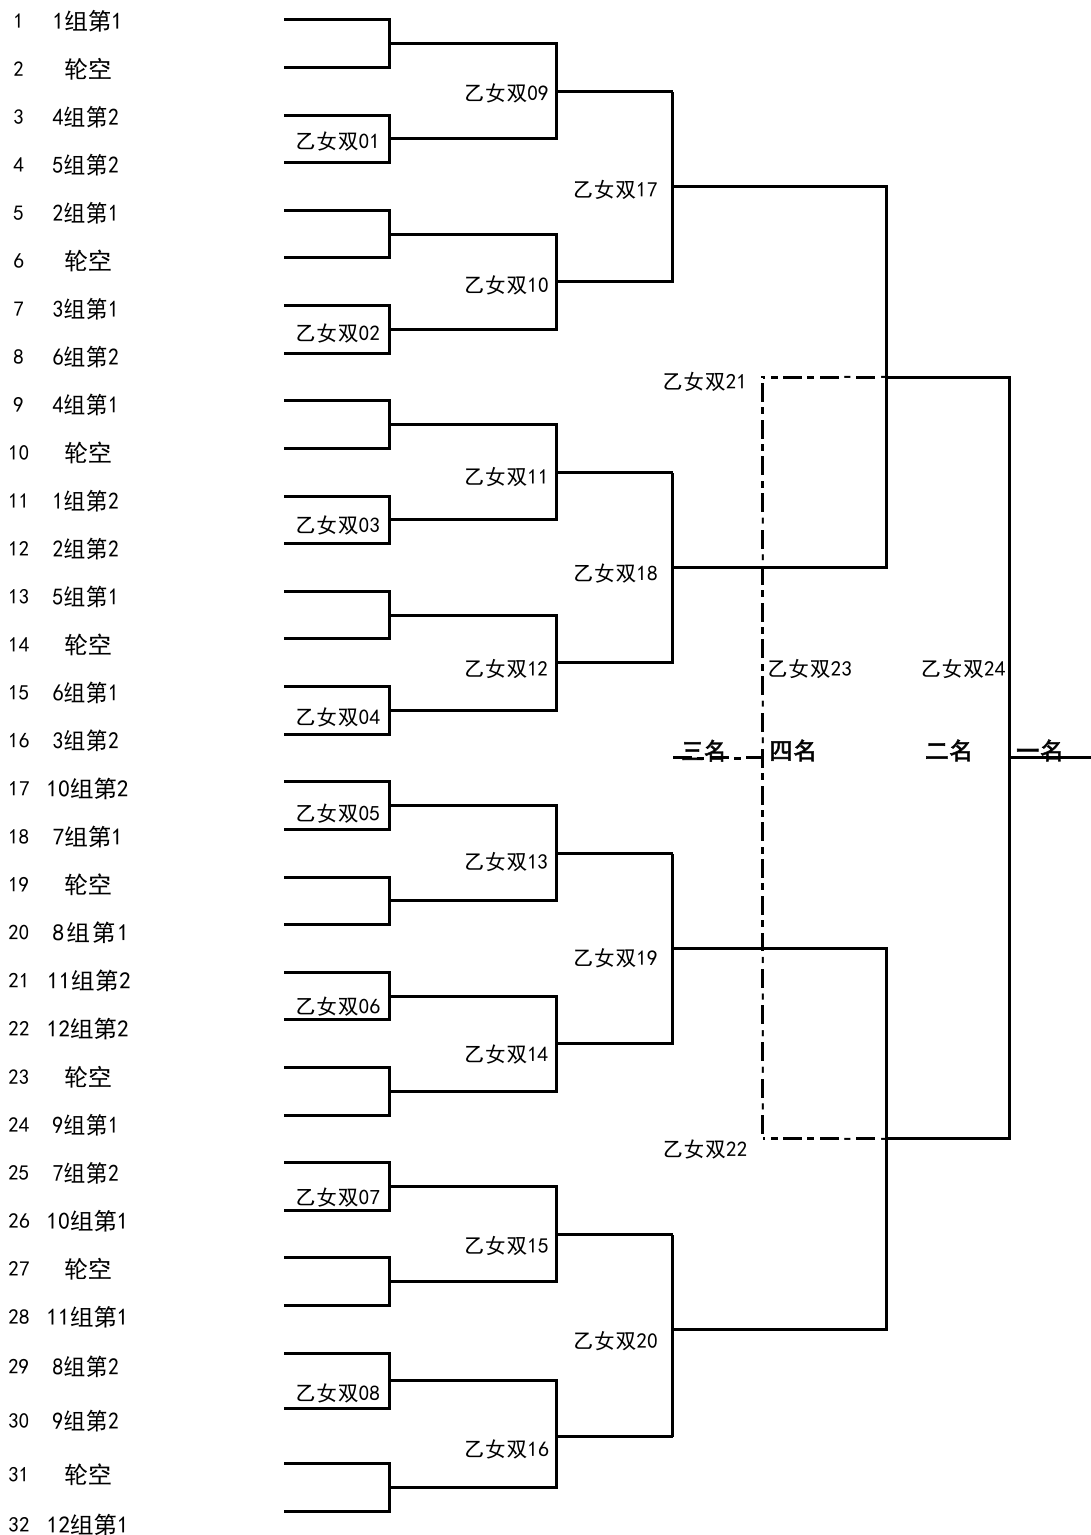 1 1组第1
2 轮空
乙女双09
3 4组第2
乙女双01
4 5组第2
乙女双17
5 2组第1
6 轮空
乙女双10
7 3组第1
乙女双02
8 6组第2
乙女双21
9 4组第1
10 轮空
乙女双11
11 1组第2
乙女双03
12 2组第2
乙女双18
13 5组第1
14 轮空
乙女双12 乙女双23 乙女双24
15 6组第1
乙女双04
16 3组第2
三名 四名 二名 一名
17 10组第2
乙女双05
18 7组第1
乙女双13
19 轮空
20 8组第1
乙女双19
21 11组第2
乙女双06
22 12组第2
乙女双14
23 轮空
24 9组第1
乙女双22
25 7组第2
乙女双07
26 10组第1
乙女双15
27 轮空
28 11组第1
乙女双20
29 8组第2
乙女双08
30 9组第2
乙女双16
31 轮空
32 12组第1